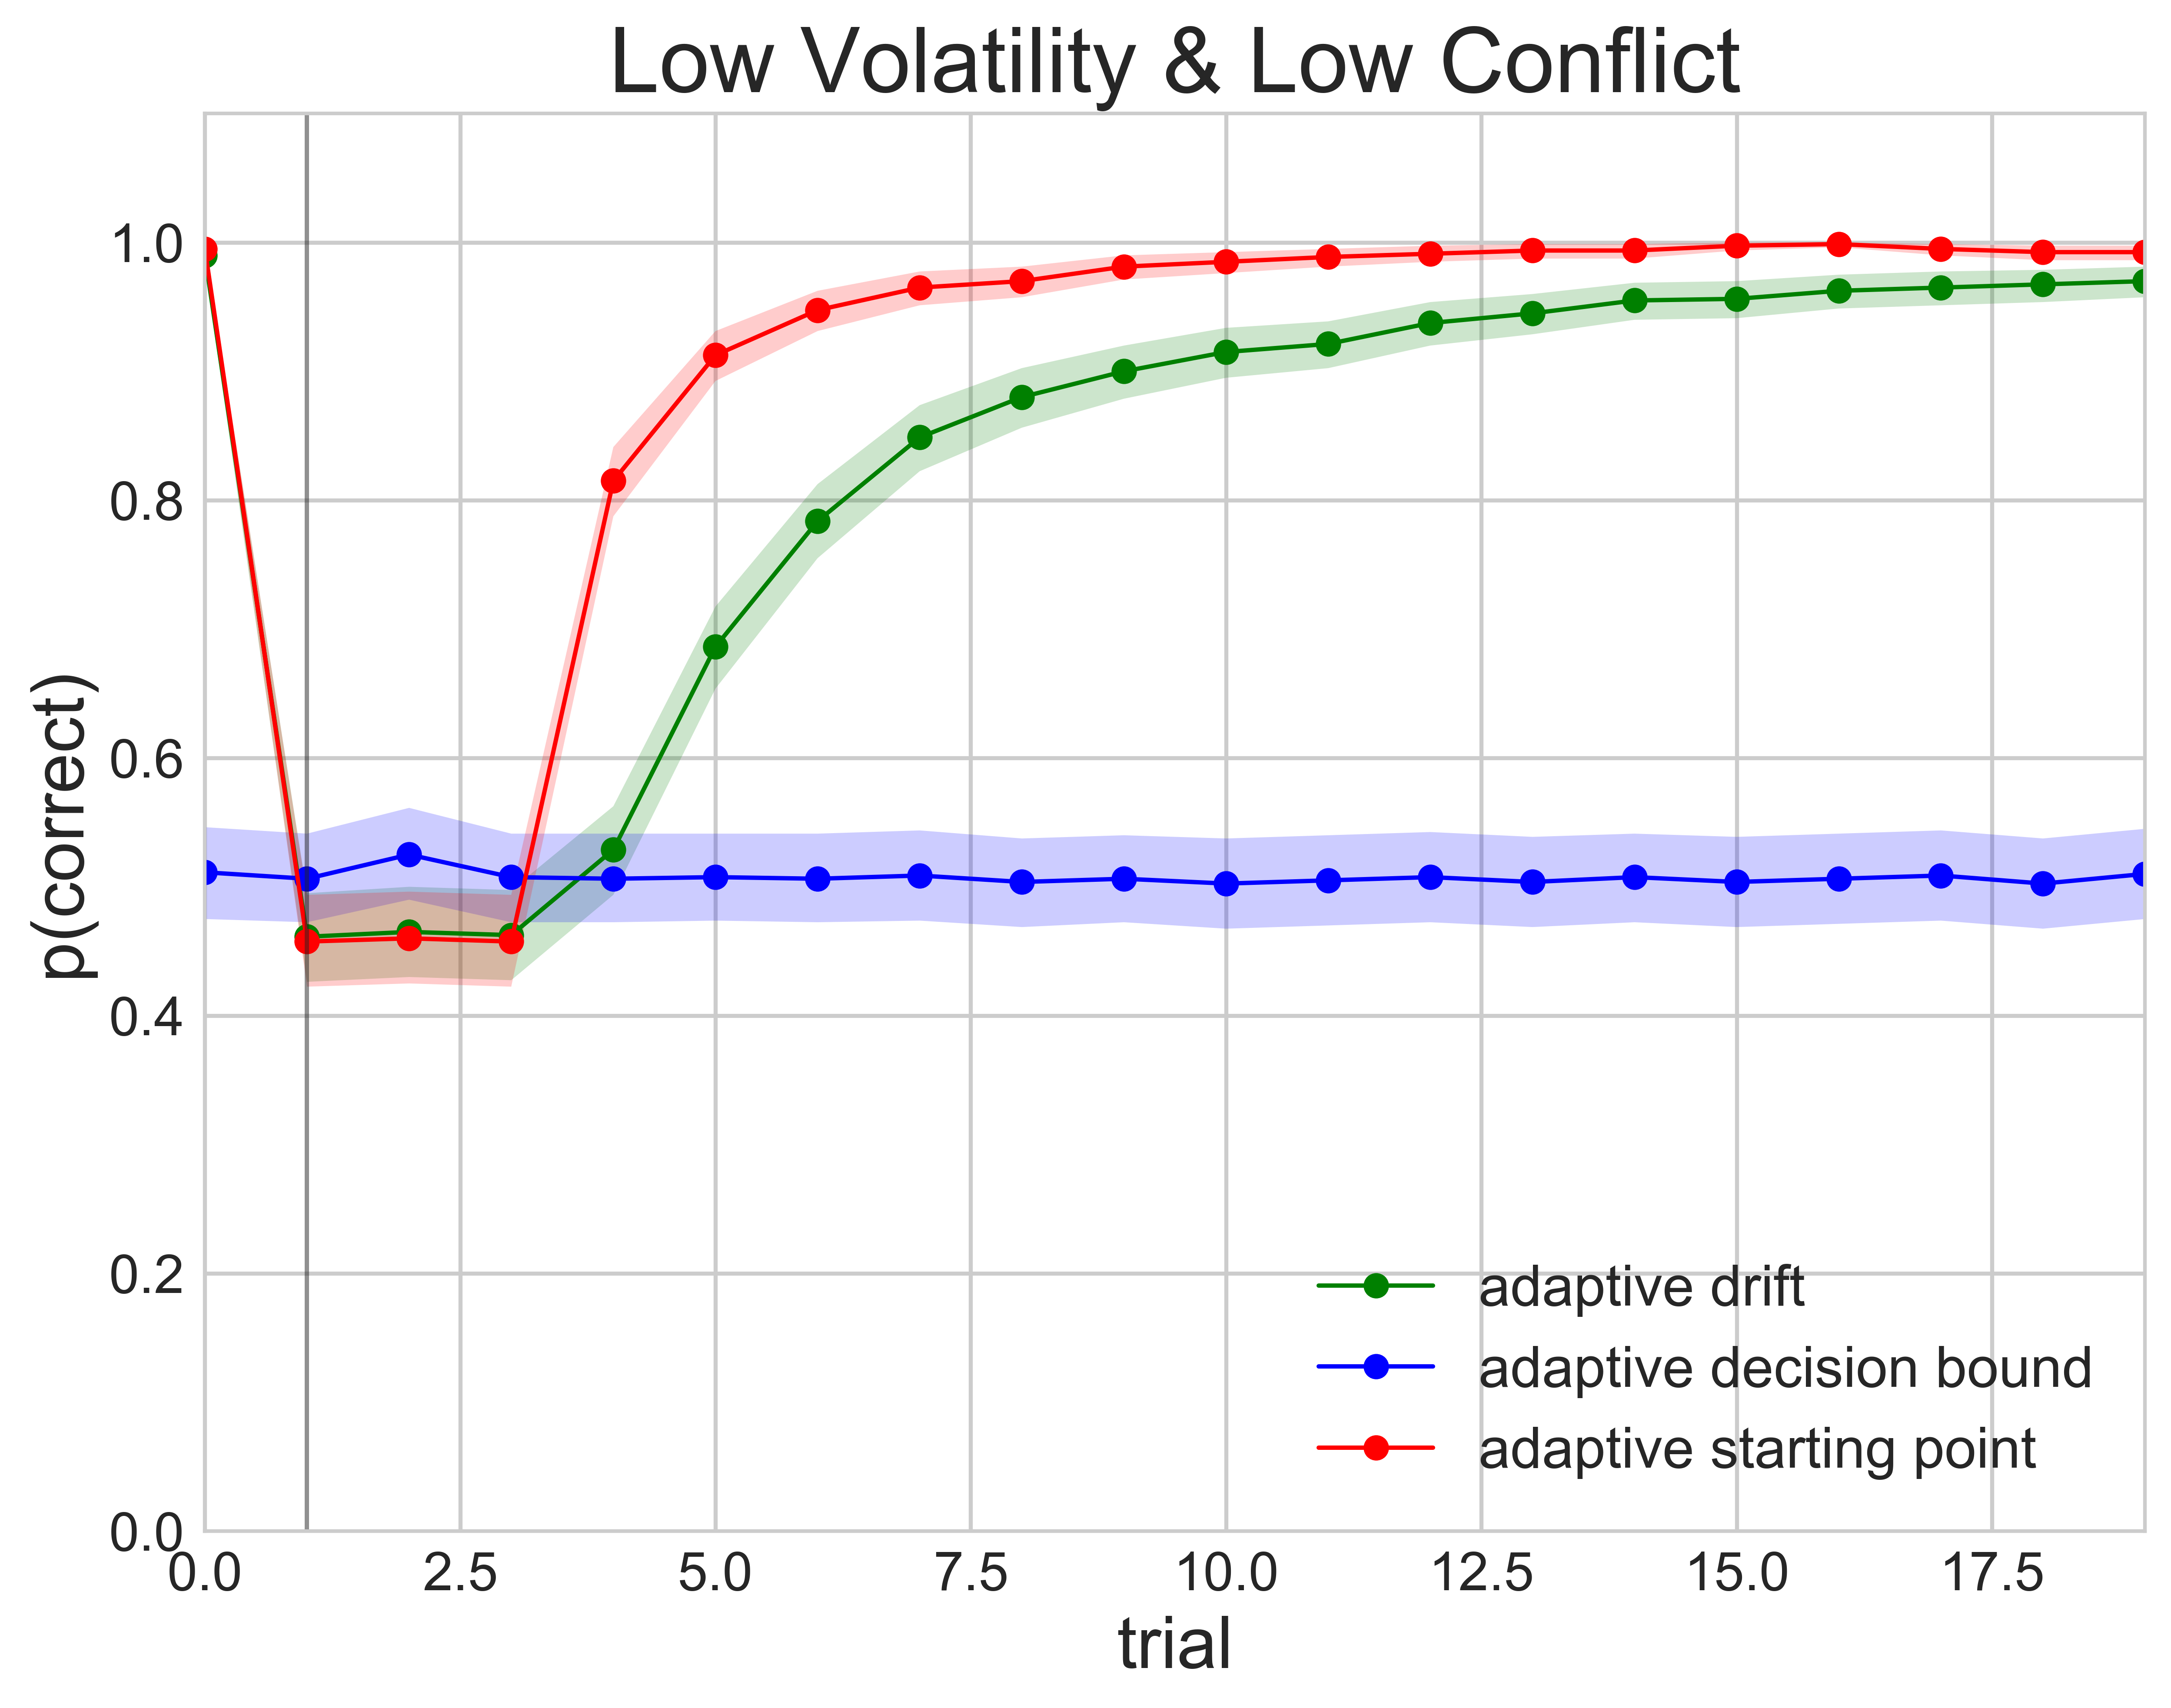 Low Volatility & Low Conflict
p(correct)
1.0
0.8
0.6
0.4
0.2
0.0
0.0 2.5 5.0 7.5 10.0 12.5 15.0 17.5
trial
adaptive drift
adaptive decision bound
adaptive starting point